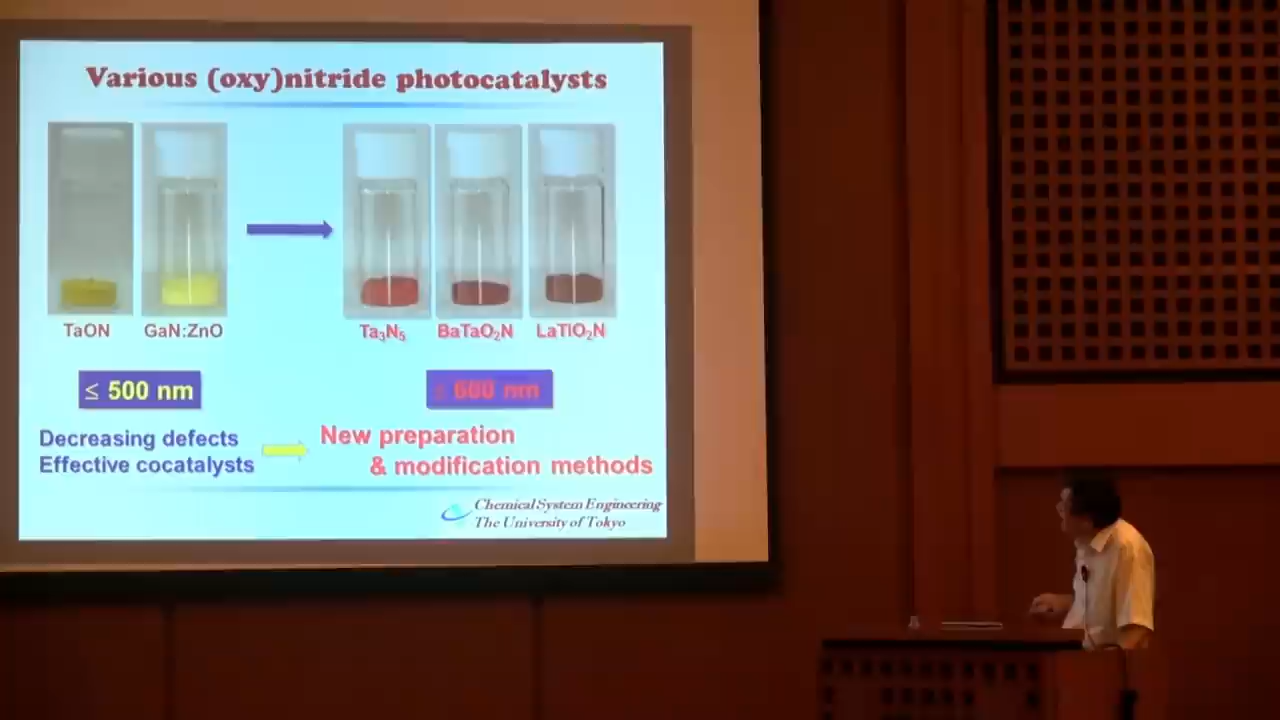 Various (oxy)nitride photocatalysts
TaON GaN:ZnO Ta₃N₅ BaTaO₂N LaTiO₂N
≤ 500 nm ≤ 600 nm
Decreasing defects
Effective cocatalysts
New preparation
& modification methods
Chemical System Engineering
The University of Tokyo